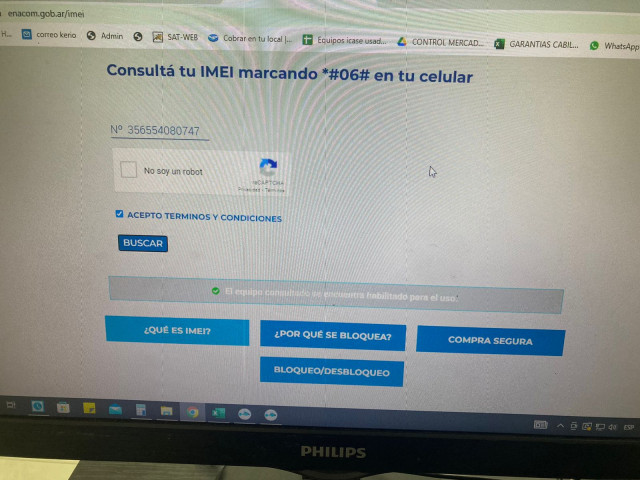 enacom.gob.ar/imei
H...
correo kerio
Admin
SAT-WEB
Cobrar en tu local |...
Equipos icase usad...
CONTROL MERCAD...
GARANTIAS CABIL...
WhatsApp
Consultá tu IMEI marcando *#06# en tu celular
Nº 356554080747
No soy un robot
reCAPTCHA
Privacidad - Términos
ACEPTO TERMINOS Y CONDICIONES
BUSCAR
El equipo consultado se encuentra habilitado para el uso.
¿QUÉ ES IMEI?
¿POR QUÉ SE BLOQUEA?
COMPRA SEGURA
BLOQUEO/DESBLOQUEO
ESP
PHILIPS